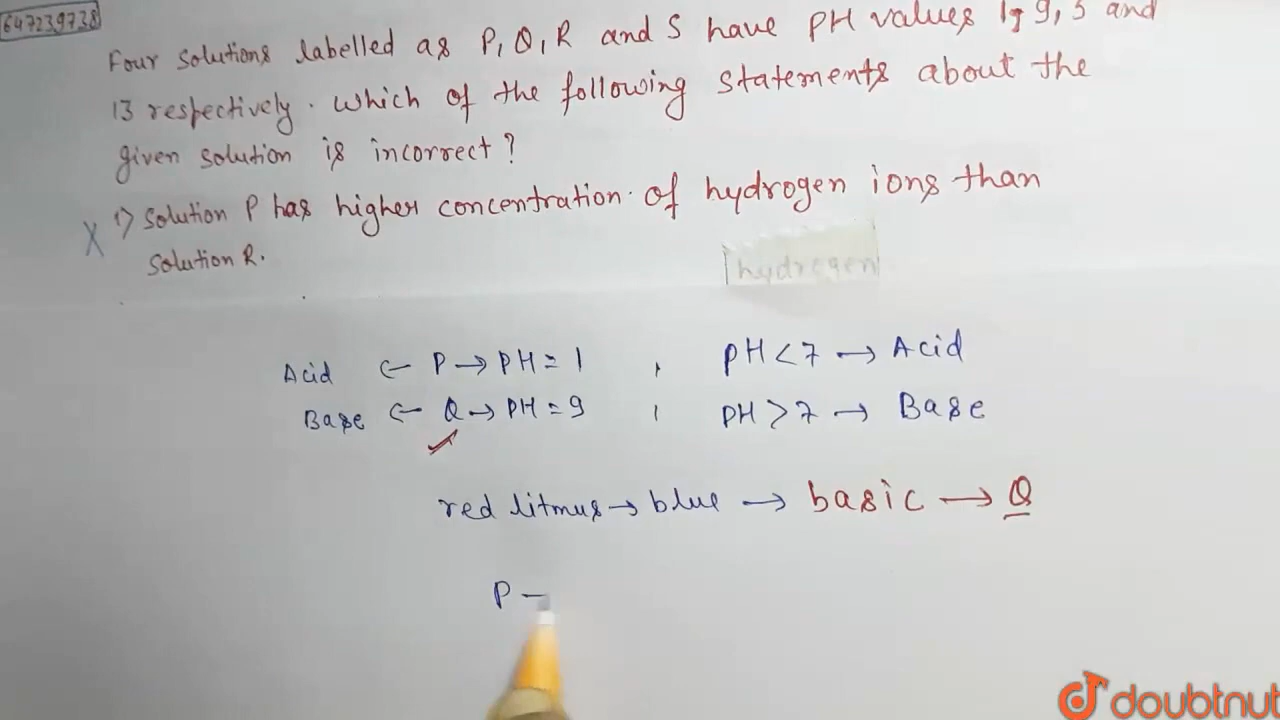 647239738
Four solutions labelled as P, Q, R and S have PH values 1, 9, 5 and
13 respectively. which of the following statements about the
given solution is incorrect?
X 1) solution P has higher concentration of hydrogen ions than
solution R.
hydrogen
Acid ← P → PH = 1 , PH < 7 → Acid
Base ← Q → PH = 9 , PH > 7 → Base
red litmus → blue → basic → Q
P -
doubtnut